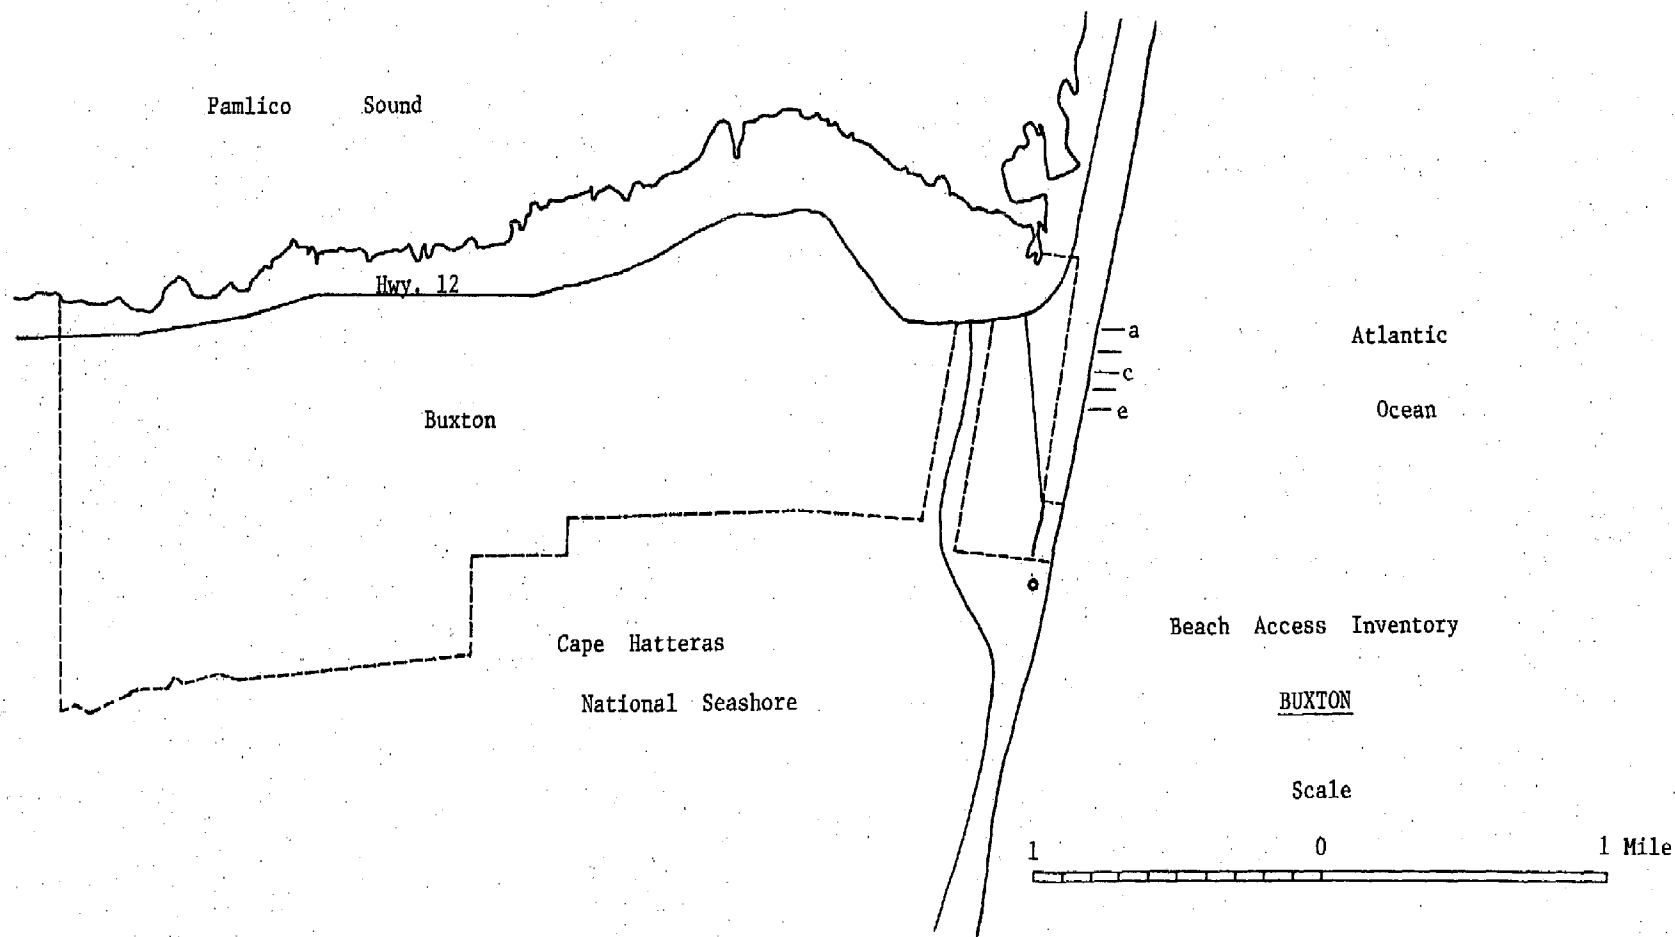 Pamlico Sound
Hwy. 12
Buxton
Cape Hatteras
National Seashore
a
c
e
Atlantic
Ocean
Beach Access Inventory
BUXTON
Scale
1 0 1 Mile